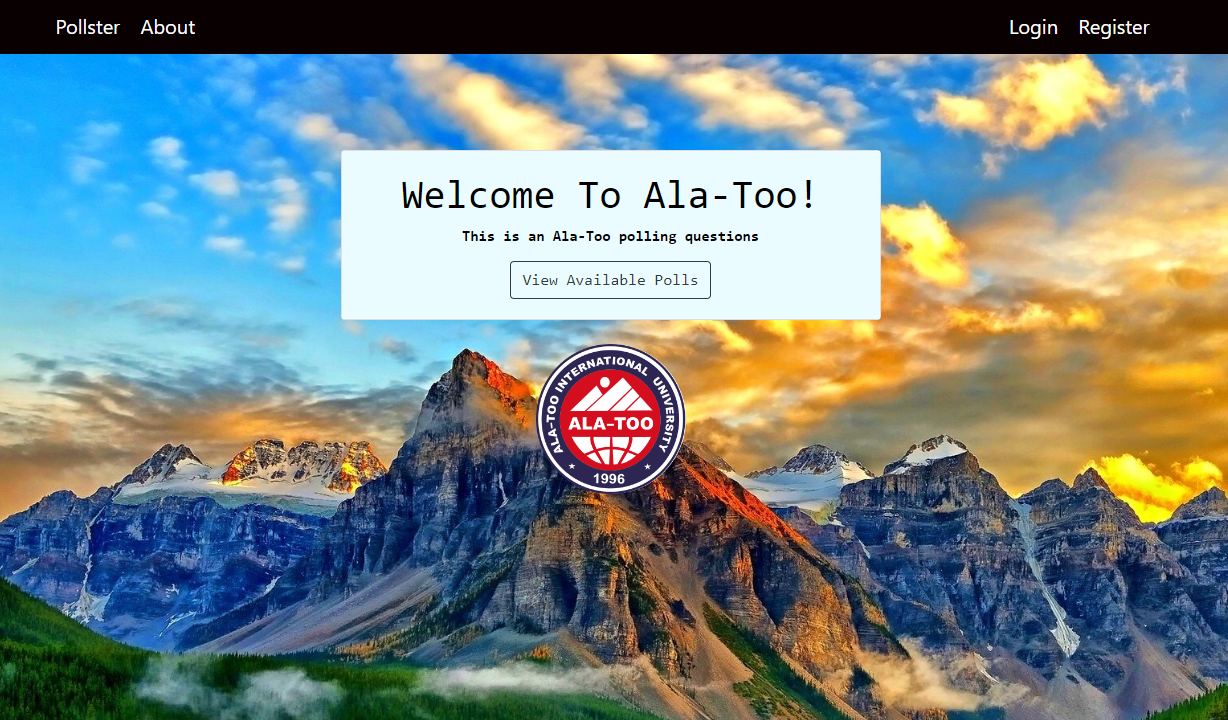 Pollster About Login Register
Welcome To Ala-Too!
This is an Ala-Too polling questions
View Available Polls
ALA-TOO INTERNATIONAL UNIVERSITY
ALA-TOO
1996